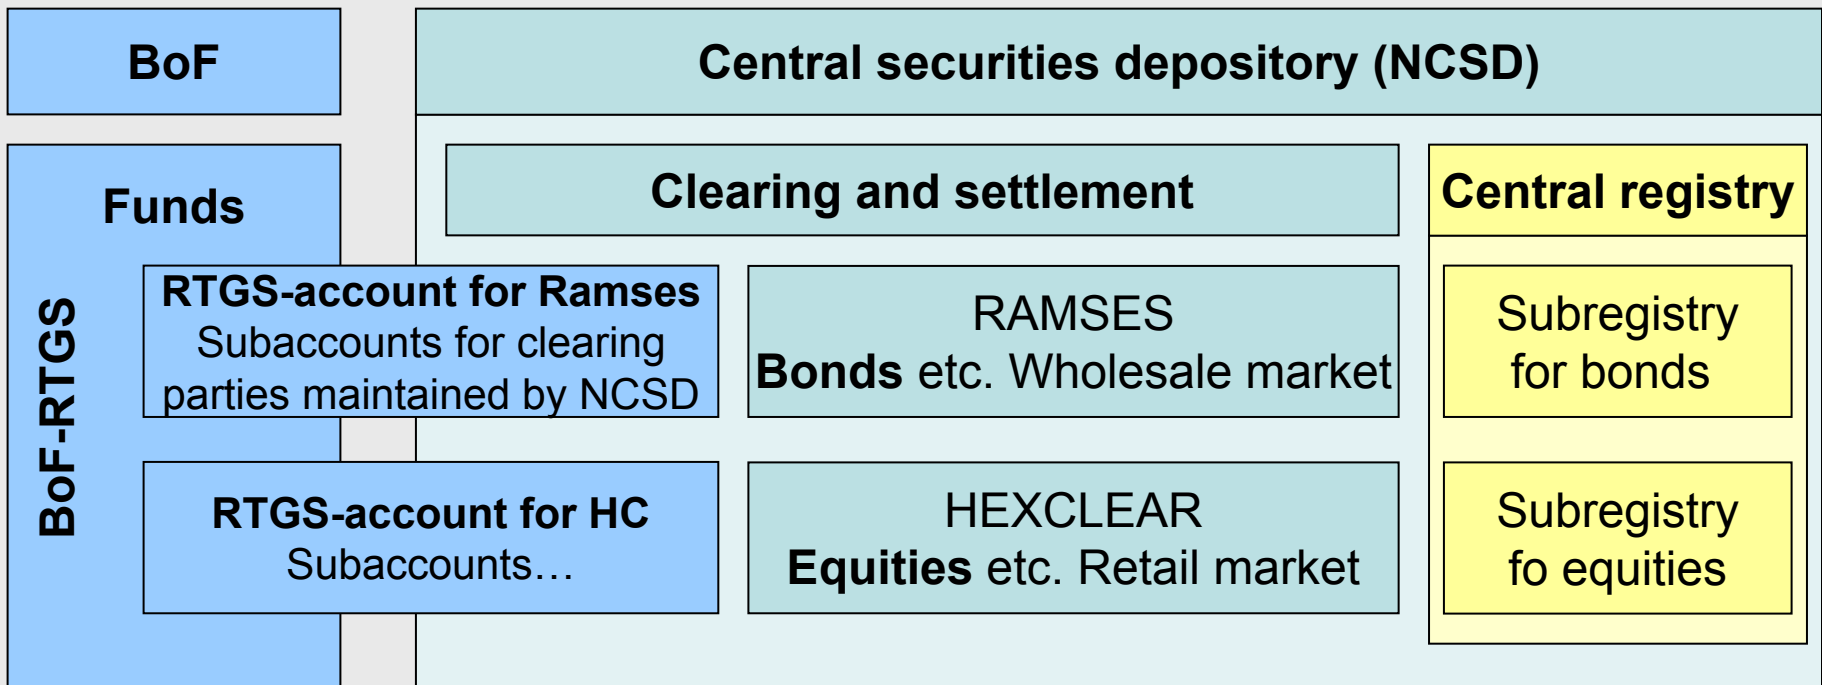 BoF
Central securities depository (NCSD)
Funds
BoF-RTGS
Clearing and settlement
Central registry
RTGS-account for Ramses
Subaccounts for clearing
parties maintained by NCSD
RAMSES
Bonds etc. Wholesale market
Subregistry
for bonds
RTGS-account for HC
Subaccounts…
HEXCLEAR
Equities etc. Retail market
Subregistry
fo equities